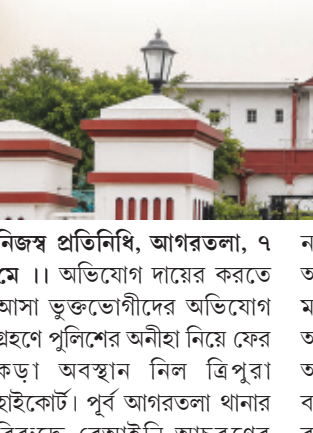 নিজস্ব প্রতিনিধি, আগরতলা, ৭
মে ।। অভিযোগ দায়ের করতে
আসা ভুক্তভোগীদের অভিযোগ
গ্রহণে পুলিশের অনীহা নিয়ে ফের
কড়া অবস্থান নিল ত্রিপুরা
হাইকোর্ট। পূর্ব আগরতলা থানার